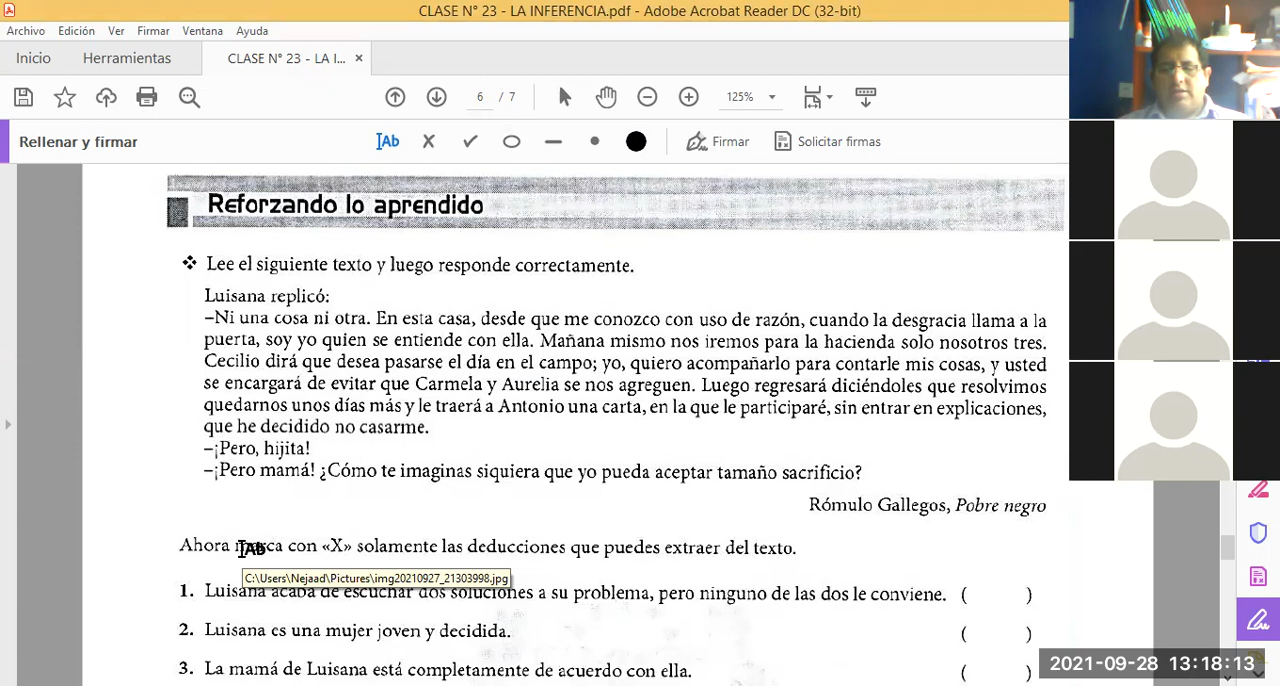 CLASE N° 23 - LA INFERENCIA.pdf - Adobe Acrobat Reader DC (32-bit)
Archivo Edición Ver Firmar Ventana Ayuda
Inicio Herramientas CLASE N° 23 - LA I... ×
6 / 7 125%
Rellenar y firmar Ab Firmar Solicitar firmas
Reforzando lo aprendido
❖ Lee el siguiente texto y luego responde correctamente.
Luisana replicó:
–Ni una cosa ni otra. En esta casa, desde que me conozco con uso de razón, cuando la desgracia llama a la
puerta, soy yo quien se entiende con ella. Mañana mismo nos iremos para la hacienda solo nosotros tres.
Cecilio dirá que desea pasarse el día en el campo; yo, quiero acompañarlo para contarle mis cosas, y usted
se encargará de evitar que Carmela y Aurelia se nos agreguen. Luego regresará diciéndoles que resolvimos
quedarnos unos días más y le traerá a Antonio una carta, en la que le participaré, sin entrar en explicaciones,
que he decidido no casarme.
–¡Pero, hijita!
–¡Pero mamá! ¿Cómo te imaginas siquiera que yo pueda aceptar tamaño sacrificio?
Rómulo Gallegos, Pobre negro
Ahora marca con «X» solamente las deducciones que puedes extraer del texto.
Ab
C:\Users\Nejaad\Pictures\img20210927_21303998.jpg
1. Luisana acaba de escuchar dos soluciones a su problema, pero ninguno de las dos le conviene. ( )
2. Luisana es una mujer joven y decidida. ( )
3. La mamá de Luisana está completamente de acuerdo con ella. ( )
2021-09-28 13:18:13